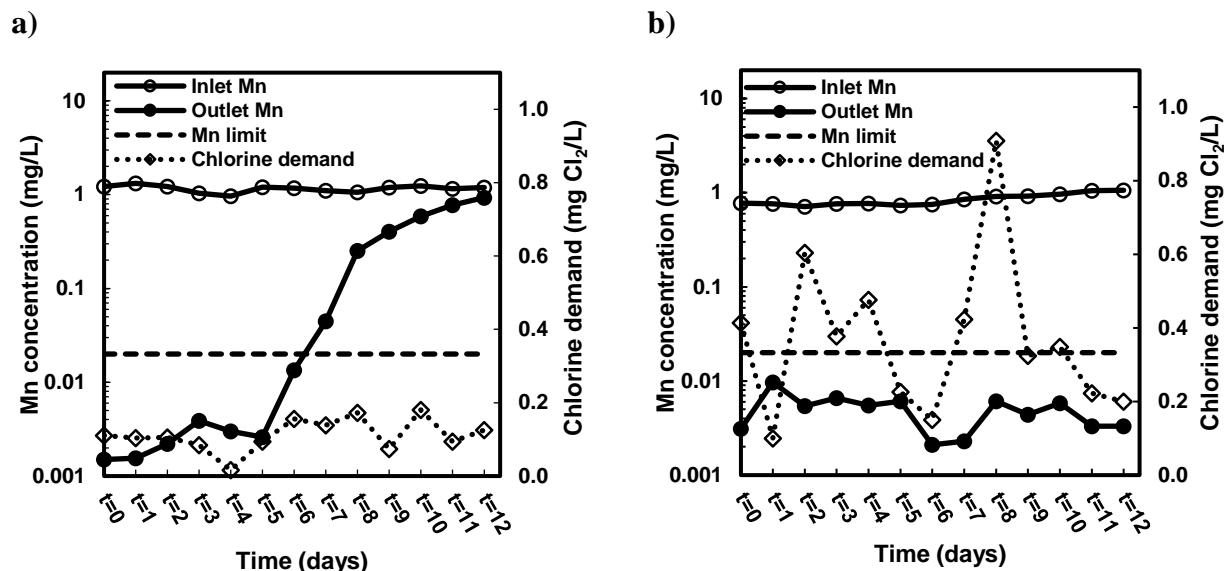 a)
Inlet Mn
Outlet Mn
Mn limit
Chlorine demand
10
1
0.1
0.01
0.001
Mn concentration (mg/L)
1.0
0.8
0.6
0.4
0.2
0.0
Chlorine demand (mg Cl₂/L)
t=0 t=1 t=2 t=3 t=4 t=5 t=6 t=7 t=8 t=9 t=10 t=11 t=12
Time (days)
b)
Inlet Mn
Outlet Mn
Mn limit
Chlorine demand
10
1
0.1
0.01
0.001
Mn concentration (mg/L)
1.0
0.8
0.6
0.4
0.2
0.0
Chlorine demand (mg Cl₂/L)
t=0 t=1 t=2 t=3 t=4 t=5 t=6 t=7 t=8 t=9 t=10 t=11 t=12
Time (days)